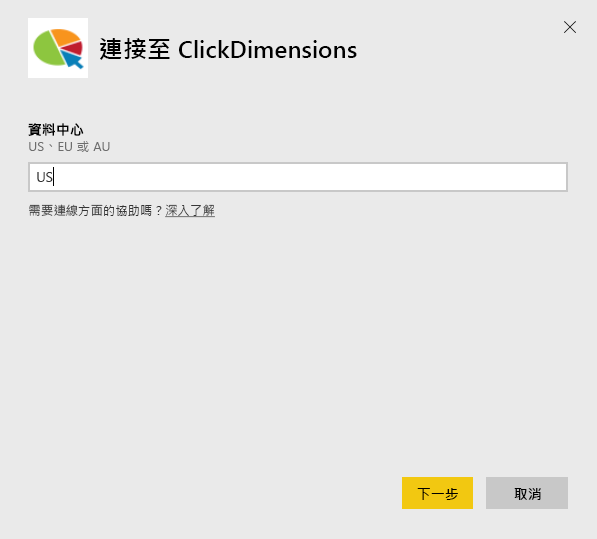 連接至 ClickDimensions
資料中心
US、EU 或 AU
US
需要連線方面的協助嗎？深入了解
下一步
取消